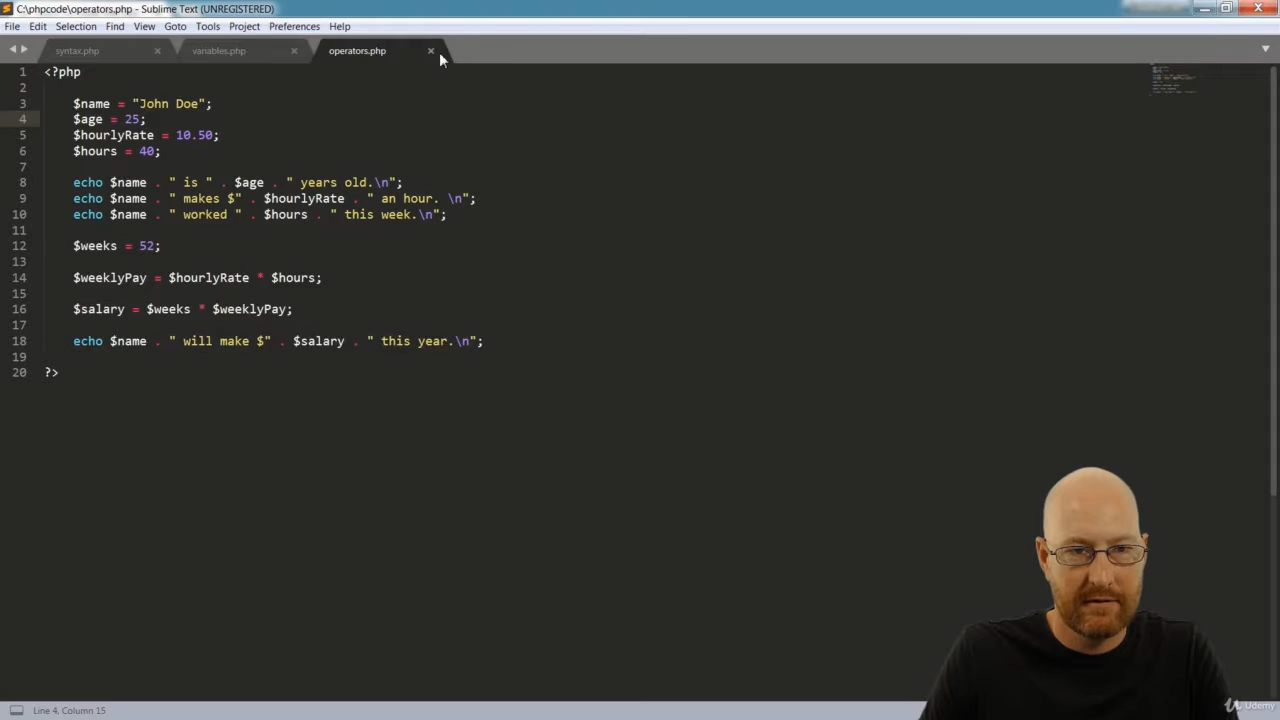 C:\phpcode\operators.php - Sublime Text (UNREGISTERED)
File Edit Selection Find View Goto Tools Project Preferences Help
syntax.php variables.php operators.php
1 <?php
2
3 $name = "John Doe";
4 $age = 25;
5 $hourlyRate = 10.50;
6 $hours = 40;
7
8 echo $name . " is " . $age . " years old.\n";
9 echo $name . " makes $" . $hourlyRate . " an hour. \n";
10 echo $name . " worked " . $hours . " this week.\n";
11
12 $weeks = 52;
13
14 $weeklyPay = $hourlyRate * $hours;
15
16 $salary = $weeks * $weeklyPay;
17
18 echo $name . " will make $" . $salary . " this year.\n";
19
20 ?>
Line 4, Column 15
Udemy